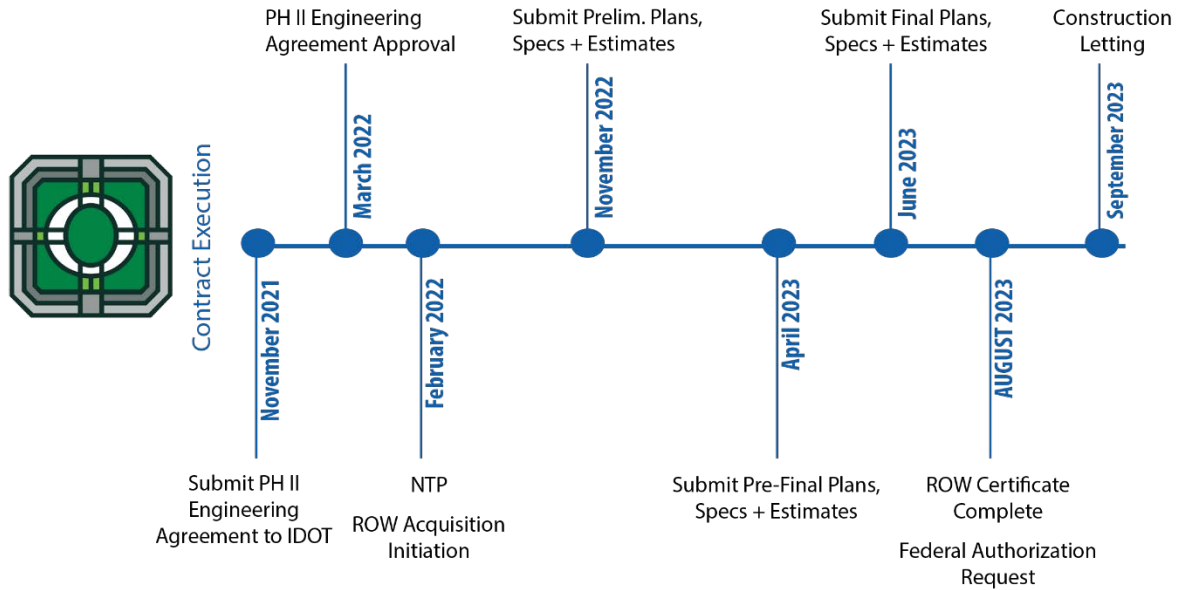 PH II Engineering
Agreement Approval
Submit Prelim. Plans,
Specs + Estimates
Submit Final Plans,
Specs + Estimates
Construction
Letting
Contract Execution
November 2021
March 2022
February 2022
November 2022
April 2023
June 2023
AUGUST 2023
September 2023
Submit PH II
Engineering
Agreement to IDOT
NTP
ROW Acquisition
Initiation
Submit Pre-Final Plans,
Specs + Estimates
ROW Certificate
Complete
Federal Authorization
Request